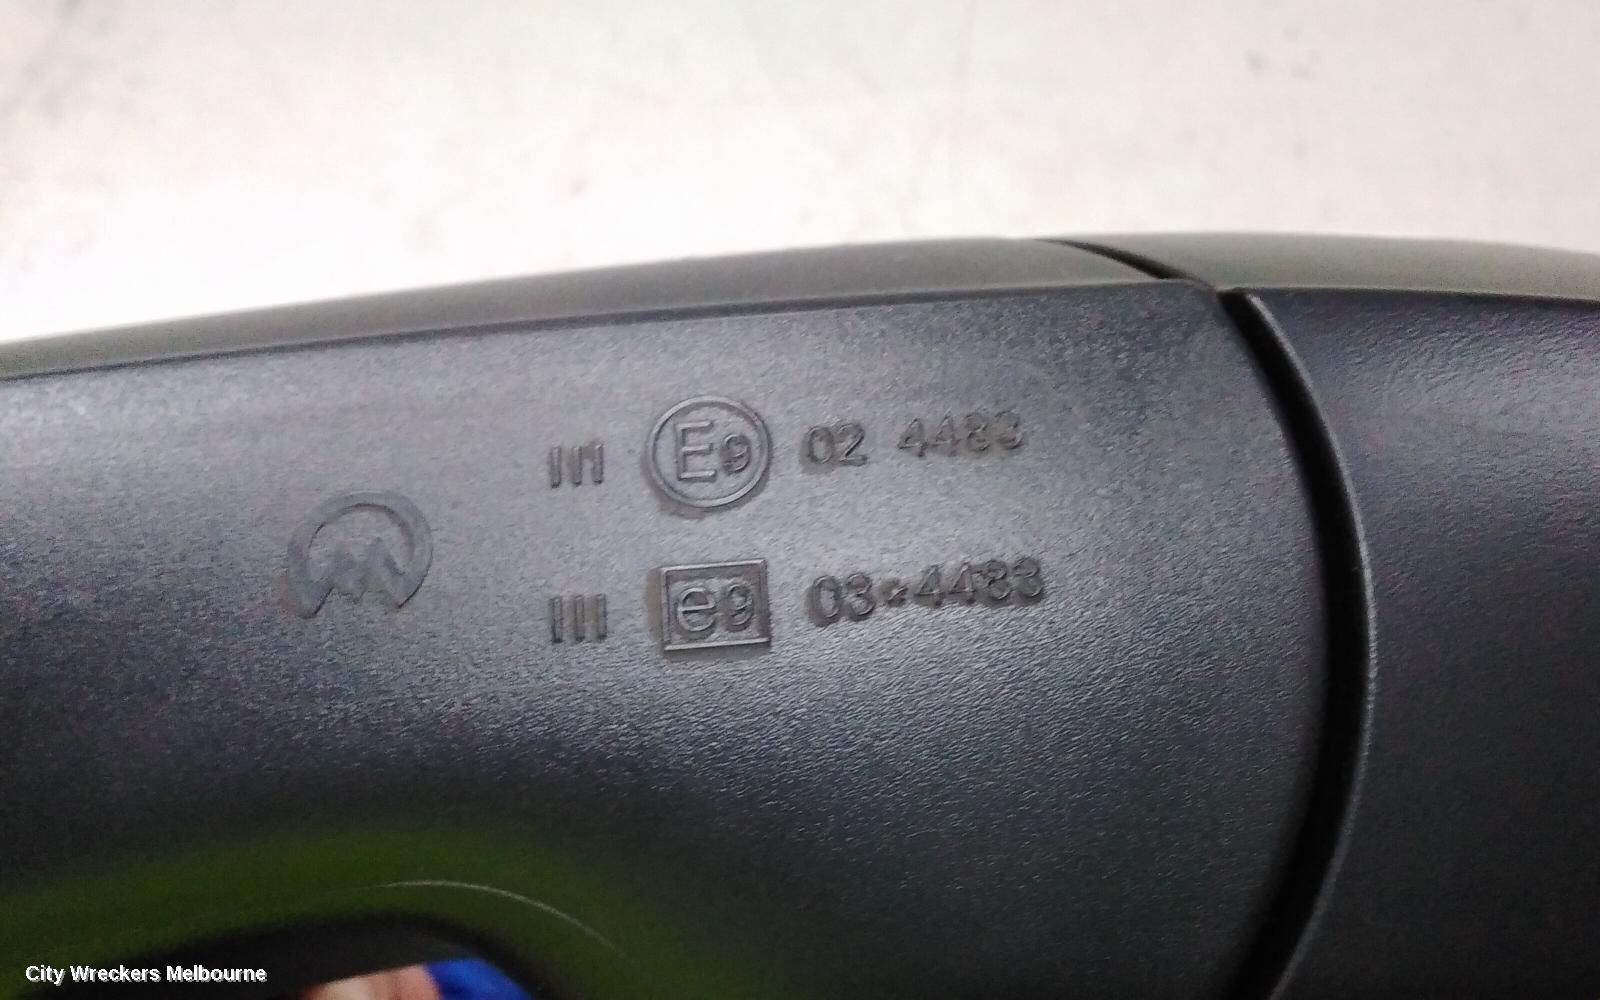 III E9 02 4483
III e9 03*4483
City Wreckers Melbourne